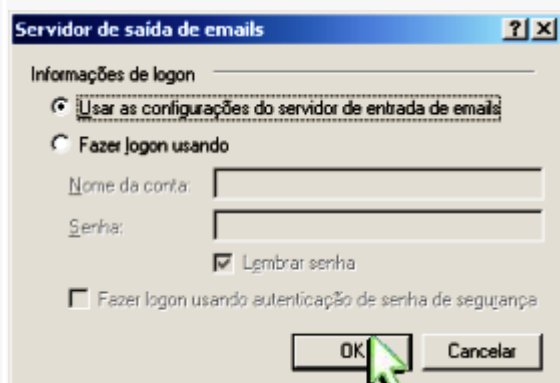 Servidor de saída de emails
Informações de logon
Usar as configurações do servidor de entrada de emails
Fazer logon usando
Nome da conta:
Senha:
Lembrar senha
Fazer logon usando autenticação de senha de segurança
OK
Cancelar